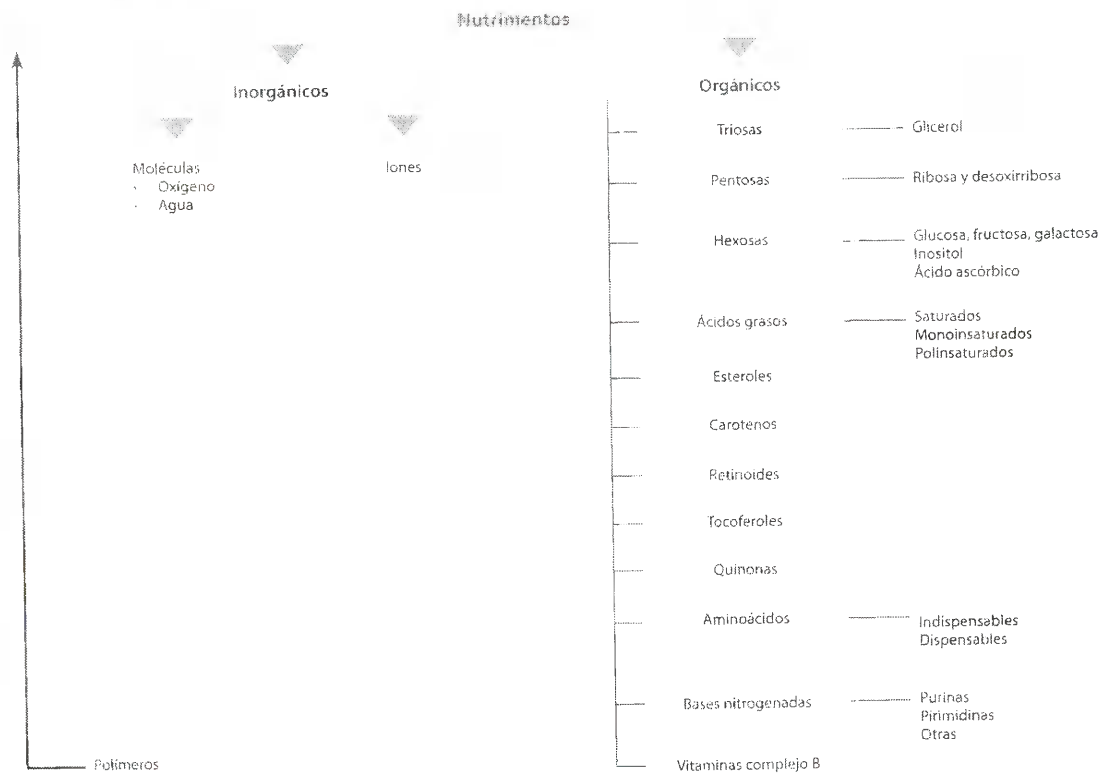 Nutrimentos
Inorgánicos
Moléculas
· Oxígeno
· Agua
Iones
Orgánicos
Triosas
Glicerol
Pentosas
Ribosa y desoxirribosa
Hexosas
Glucosa, fructosa, galactosa
Inositol
Ácido ascórbico
Ácidos grasos
Saturados
Monoinsaturados
Polinsaturados
Esteroles
Carotenos
Retinoides
Tocoferoles
Quinonas
Aminoácidos
Indispensables
Dispensables
Bases nitrogenadas
Purinas
Pirimidinas
Otras
Vitaminas complejo B
Polímeros